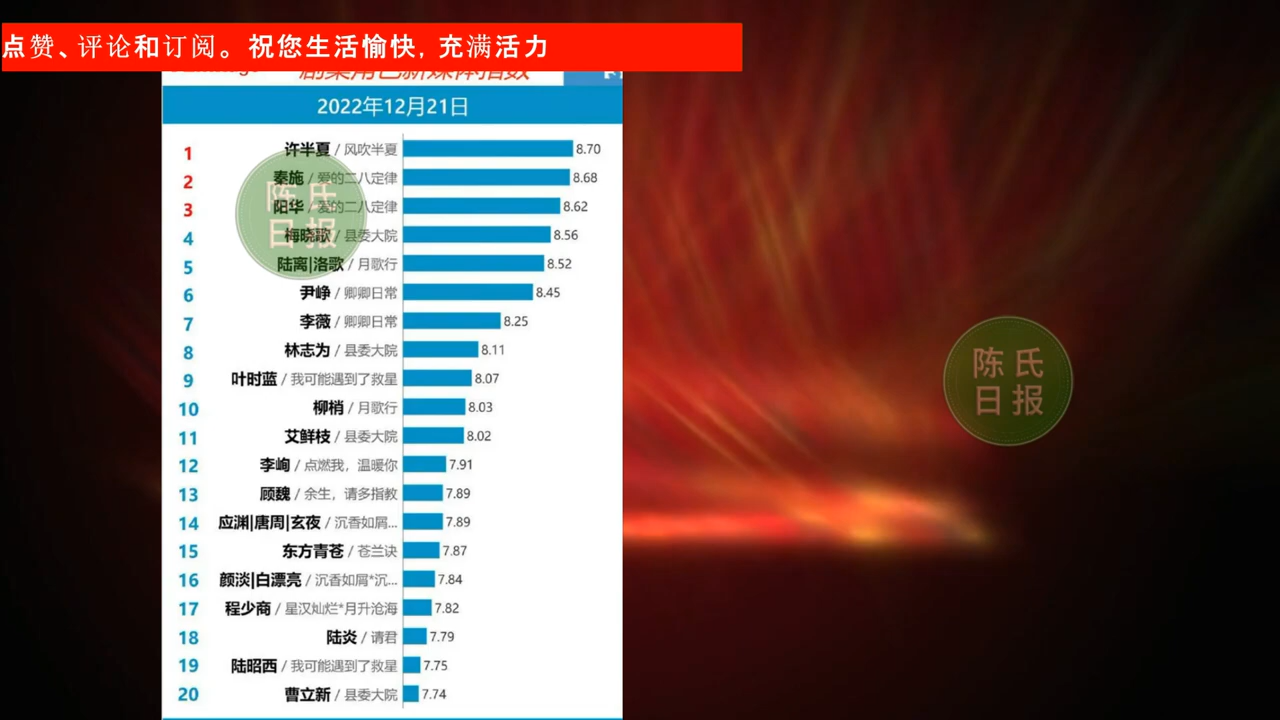 点赞、评论和订阅。祝您生活愉快, 充满活力
剧集角色新媒体指数
2022年12月21日
1 许半夏 / 风吹半夏 8.70
2 秦施 / 爱的二八定律 8.68
3 阳华 / 爱的二八定律 8.62
4 梅晓歌 / 县委大院 8.56
5 陆离|洛歌 / 月歌行 8.52
6 尹峥 / 卿卿日常 8.45
7 李薇 / 卿卿日常 8.25
8 林志为 / 县委大院 8.11
9 叶时蓝 / 我可能遇到了救星 8.07
10 柳梢 / 月歌行 8.03
11 艾鲜枝 / 县委大院 8.02
12 李峋 / 点燃我，温暖你 7.91
13 顾魏 / 余生，请多指教 7.89
14 应渊|唐周|玄夜 / 沉香如屑... 7.89
15 东方青苍 / 苍兰诀 7.87
16 颜淡|白漂亮 / 沉香如屑*沉... 7.84
17 程少商 / 星汉灿烂*月升沧海 7.82
18 陆炎 / 请君 7.79
19 陆昭西 / 我可能遇到了救星 7.75
20 曹立新 / 县委大院 7.74
陈氏
日报
陈氏
日报